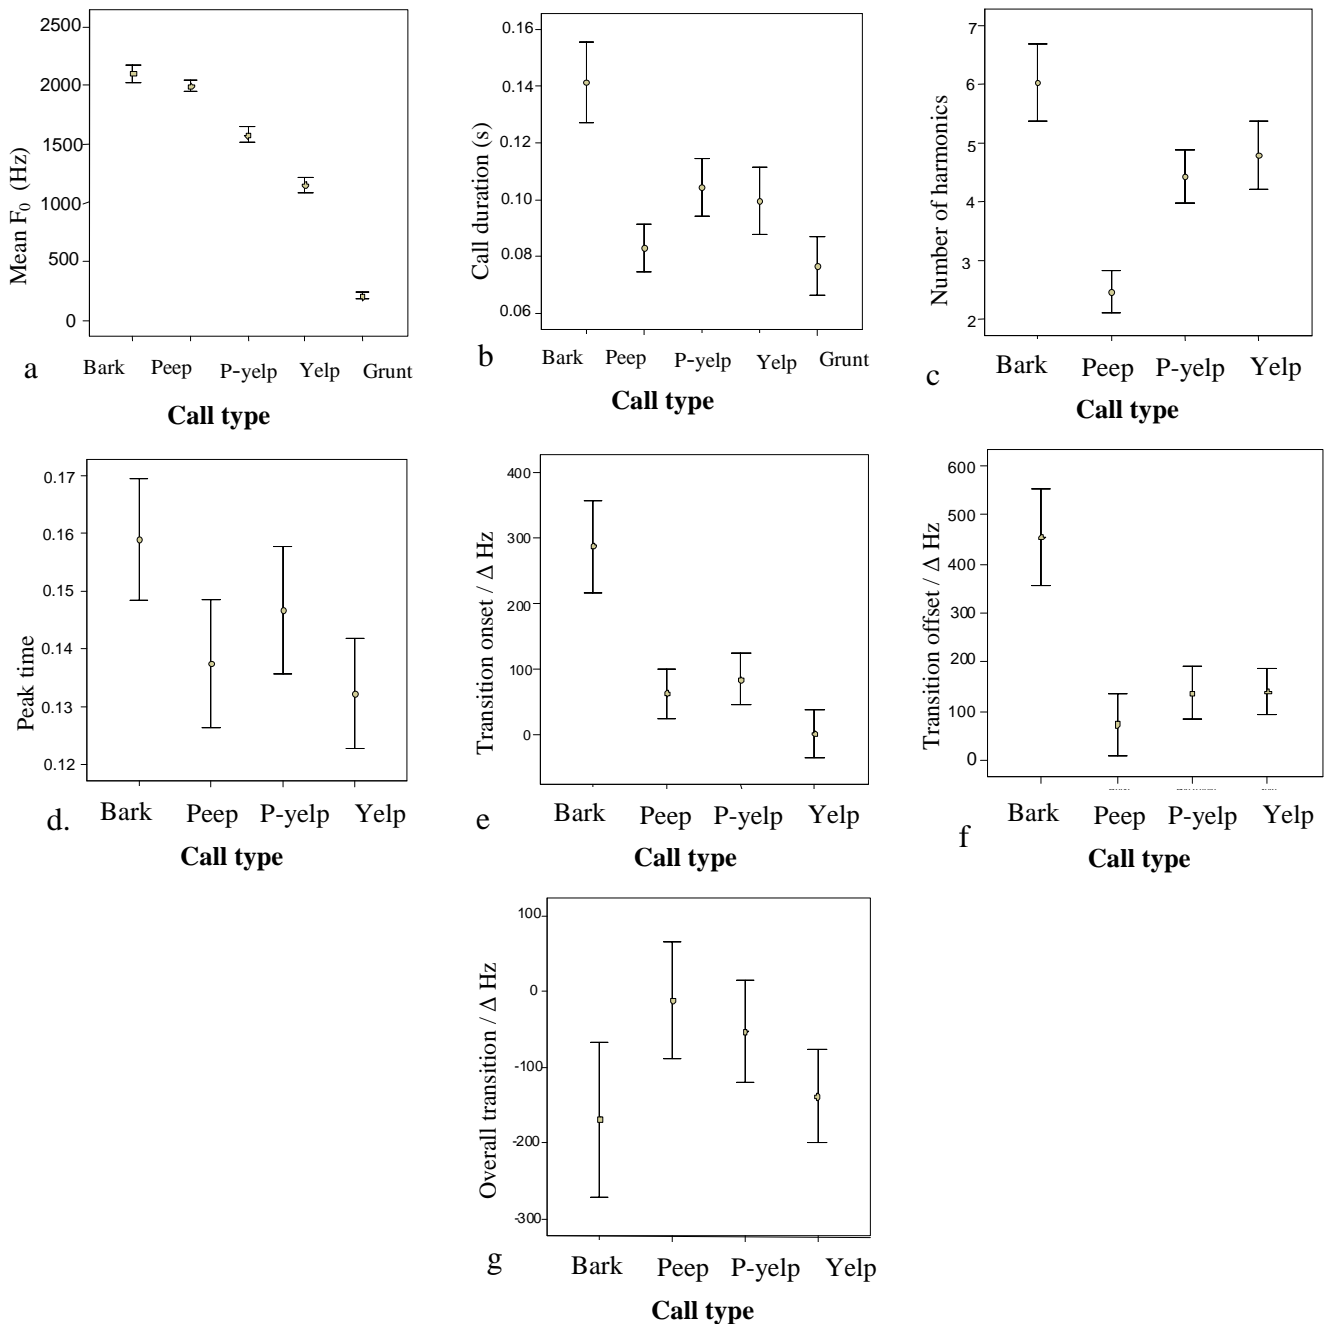 Mean F0 (Hz)
2500
2000
1500
1000
500
0
Bark Peep P-yelp Yelp Grunt
a
Call type
Call duration (s)
0.16
0.14
0.12
0.10
0.08
0.06
Bark Peep P-yelp Yelp Grunt
b
Call type
Number of harmonics
7
6
5
4
3
2
Bark Peep P-yelp Yelp
c
Call type
Peak time
0.17
0.16
0.15
0.14
0.13
0.12
Bark Peep P-yelp Yelp
d.
Call type
Transition onset / Δ Hz
400
300
200
100
0
Bark Peep P-yelp Yelp
e
Call type
Transition offset / Δ Hz
600
500
400
300
200
100
0
Bark Peep P-yelp Yelp
f
Call type
Overall transition / Δ Hz
100
0
-100
-200
-300
Bark Peep P-yelp Yelp
g
Call type